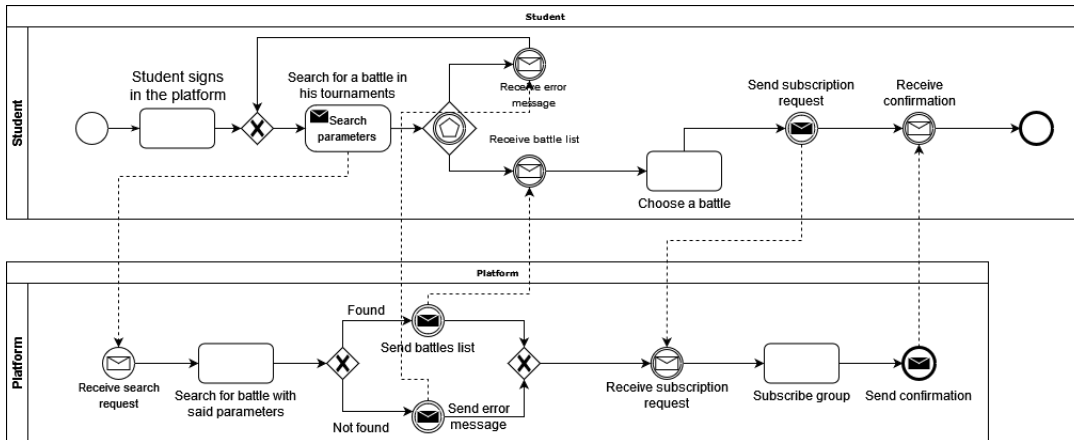 Student
Student
Student signs
in the platform
Search for a battle in
his tournaments
Search
parameters
Receive error
message
Receive battle list
Choose a battle
Send subscription
request
Receive
confirmation
Platform
Platform
Receive search
request
Search for battle with
said parameters
Found
Not found
Send battles list
Send error
message
Receive subscription
request
Subscribe group
Send confirmation